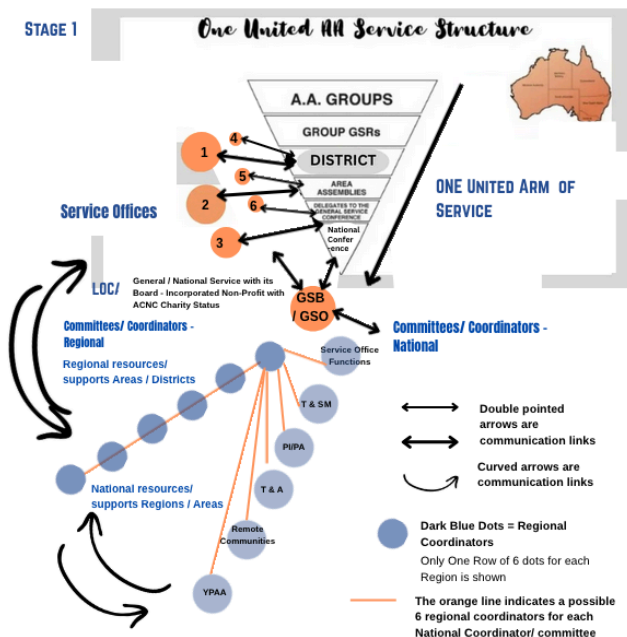 STAGE 1
One United AA Service Structure
A.A. GROUPS
GROUP GSRs
DISTRICT
AREA
ASSEMBLIES
DELEGATES TO THE
GENERAL SERVICE
CONFERENCE
National
Confer
-ence
4
1
5
2
6
3
Service Offices
ONE UNITED ARM OF
SERVICE
LOC/
General / National Service with its
Board - Incorporated Non-Profit with
ACNC Charity Status
GSB
/ GSO
Committees/ Coordinators -
Regional
Committees/ Coordinators -
National
Regional resources/
supports Areas / Districts
Service Office
Functions
T & SM
PI/PA
T & A
Remote
Communities
YPAA
National resources/
supports Regions / Areas
Double pointed
arrows are
communication links
Curved arrows are
communication links
Dark Blue Dots = Regional
Coordinators
Only One Row of 6 dots for each
Region is shown
The orange line indicates a possible
6 regional coordinators for each
National Coordinator/ committee